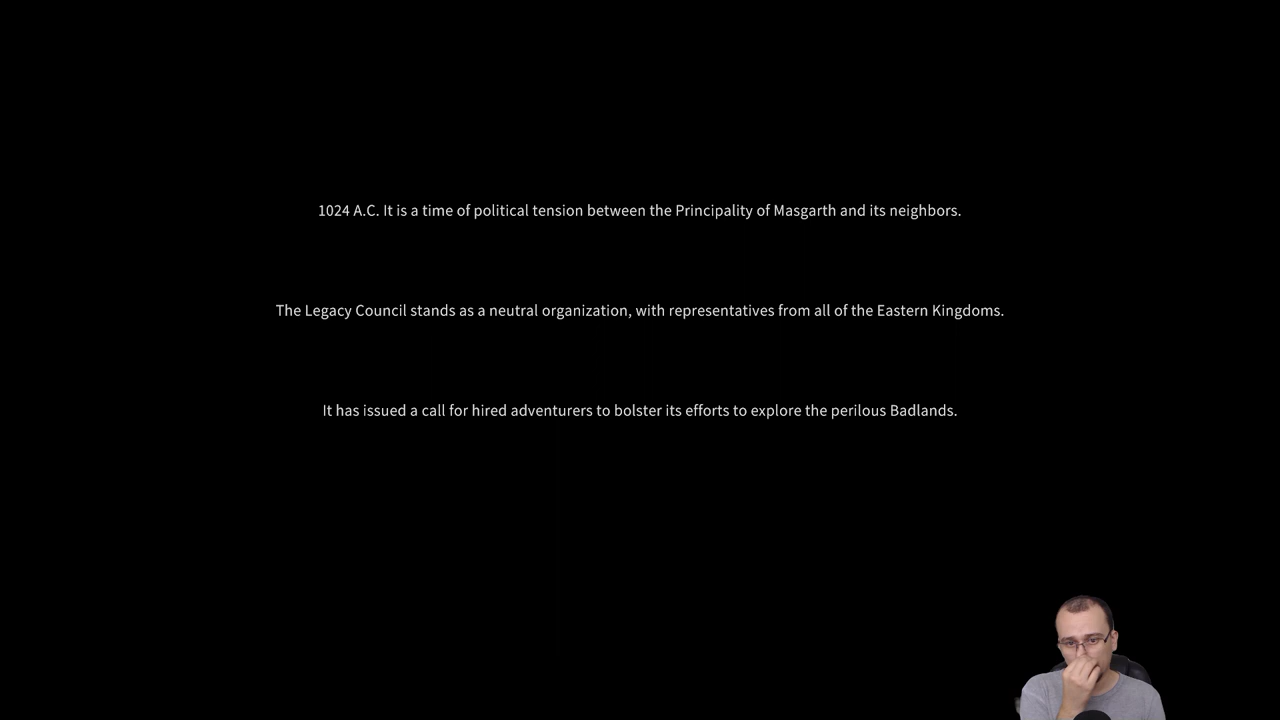 1024 A.C. It is a time of political tension between the Principality of Masgarth and its neighbors.
The Legacy Council stands as a neutral organization, with representatives from all of the Eastern Kingdoms.
It has issued a call for hired adventurers to bolster its efforts to explore the perilous Badlands.